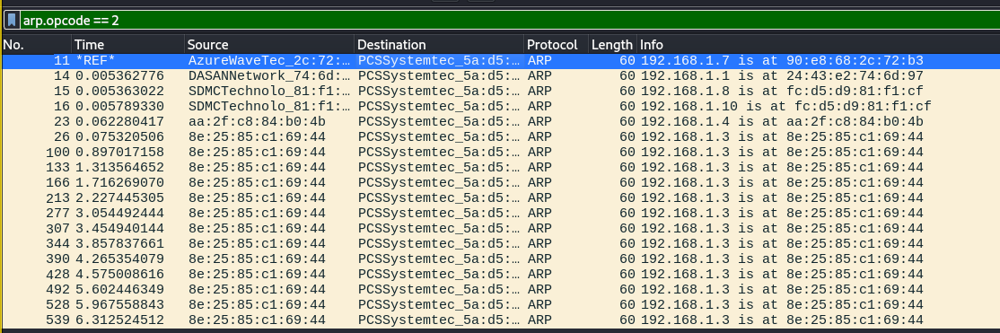 arp.opcode == 2
No. Time Source Destination Protocol Length Info
11 *REF* AzureWaveTec_2c:72:… PCSSystemtec_5a:d5:… ARP 60 192.168.1.7 is at 90:e8:68:2c:72:b3
14 0.005362776 DASANNetwork_74:6d:… PCSSystemtec_5a:d5:… ARP 60 192.168.1.1 is at 24:43:e2:74:6d:97
15 0.005363022 SDMCTechnolo_81:f1:… PCSSystemtec_5a:d5:… ARP 60 192.168.1.8 is at fc:d5:d9:81:f1:cf
16 0.005789330 SDMCTechnolo_81:f1:… PCSSystemtec_5a:d5:… ARP 60 192.168.1.10 is at fc:d5:d9:81:f1:cf
23 0.062280417 aa:2f:c8:84:b0:4b PCSSystemtec_5a:d5:… ARP 60 192.168.1.4 is at aa:2f:c8:84:b0:4b
26 0.075320506 8e:25:85:c1:69:44 PCSSystemtec_5a:d5:… ARP 60 192.168.1.3 is at 8e:25:85:c1:69:44
100 0.897017158 8e:25:85:c1:69:44 PCSSystemtec_5a:d5:… ARP 60 192.168.1.3 is at 8e:25:85:c1:69:44
133 1.313564652 8e:25:85:c1:69:44 PCSSystemtec_5a:d5:… ARP 60 192.168.1.3 is at 8e:25:85:c1:69:44
166 1.716269070 8e:25:85:c1:69:44 PCSSystemtec_5a:d5:… ARP 60 192.168.1.3 is at 8e:25:85:c1:69:44
213 2.227445305 8e:25:85:c1:69:44 PCSSystemtec_5a:d5:… ARP 60 192.168.1.3 is at 8e:25:85:c1:69:44
277 3.054492444 8e:25:85:c1:69:44 PCSSystemtec_5a:d5:… ARP 60 192.168.1.3 is at 8e:25:85:c1:69:44
307 3.454940144 8e:25:85:c1:69:44 PCSSystemtec_5a:d5:… ARP 60 192.168.1.3 is at 8e:25:85:c1:69:44
344 3.857837661 8e:25:85:c1:69:44 PCSSystemtec_5a:d5:… ARP 60 192.168.1.3 is at 8e:25:85:c1:69:44
390 4.265354079 8e:25:85:c1:69:44 PCSSystemtec_5a:d5:… ARP 60 192.168.1.3 is at 8e:25:85:c1:69:44
428 4.575008616 8e:25:85:c1:69:44 PCSSystemtec_5a:d5:… ARP 60 192.168.1.3 is at 8e:25:85:c1:69:44
492 5.602446349 8e:25:85:c1:69:44 PCSSystemtec_5a:d5:… ARP 60 192.168.1.3 is at 8e:25:85:c1:69:44
528 5.967558843 8e:25:85:c1:69:44 PCSSystemtec_5a:d5:… ARP 60 192.168.1.3 is at 8e:25:85:c1:69:44
539 6.312524512 8e:25:85:c1:69:44 PCSSystemtec_5a:d5:… ARP 60 192.168.1.3 is at 8e:25:85:c1:69:44